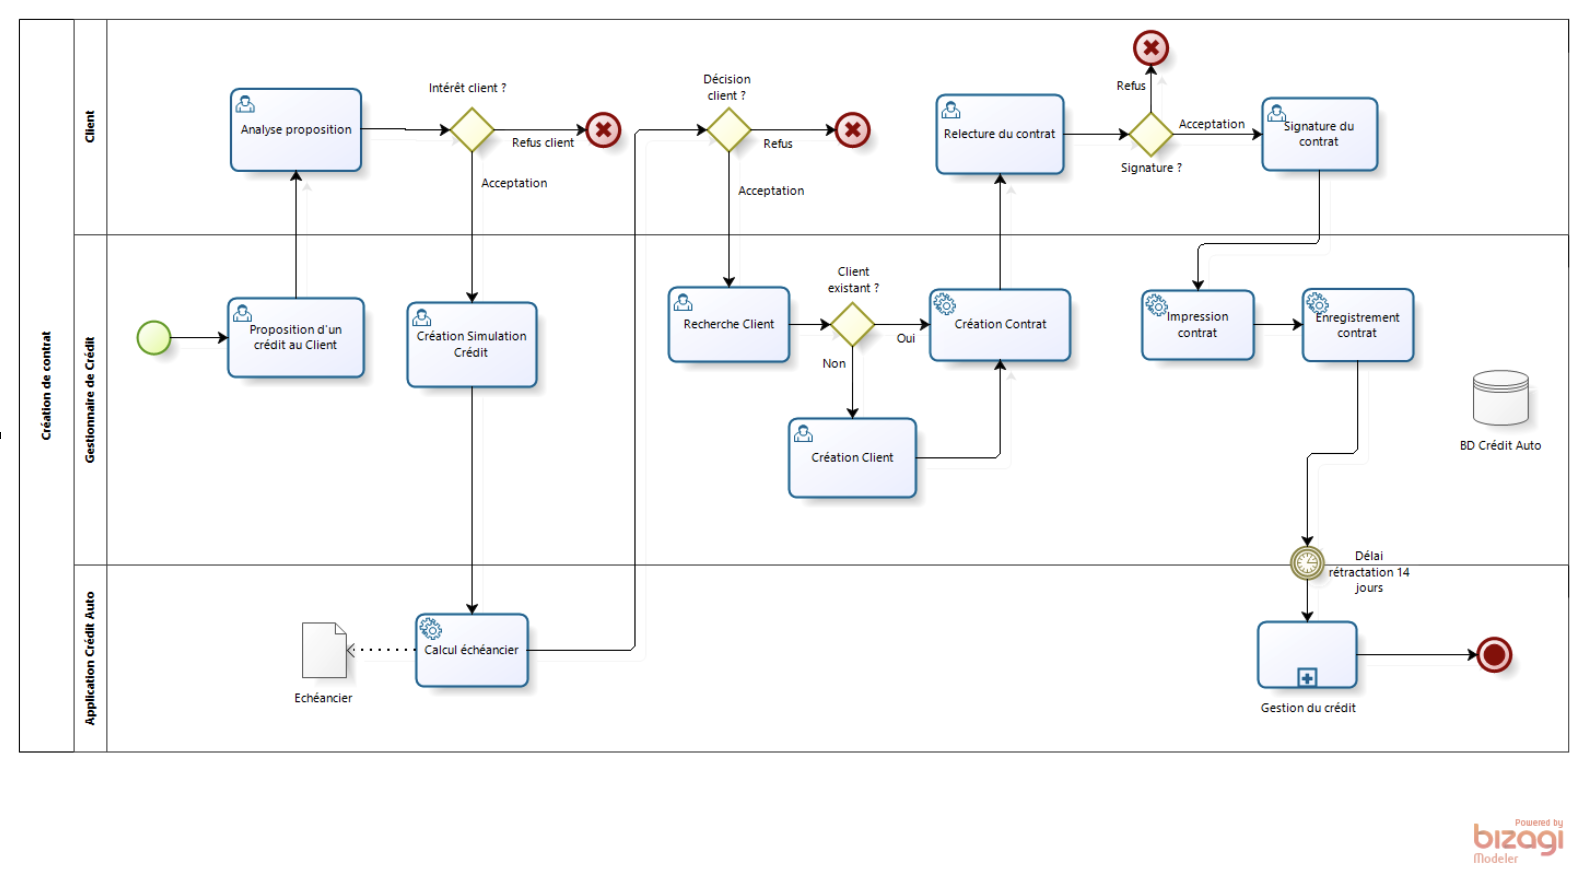 Création de contrat
Client
Analyse proposition
Intérêt client ?
Refus client
Acceptation
Décision
client ?
Refus
Acceptation
Relecture du contrat
Refus
Signature ?
Acceptation
Signature du
contrat
Gestionnaire de Crédit
Proposition d'un
crédit au Client
Création Simulation
Crédit
Recherche Client
Client
existant ?
Oui
Non
Création Client
Création Contrat
Impression
contrat
Enregistrement
contrat
BD Crédit Auto
Délai
rétractation 14
jours
Application Crédit Auto
Echéancier
Calcul échéancier
Gestion du crédit
Powered by
bizagi
Modeler